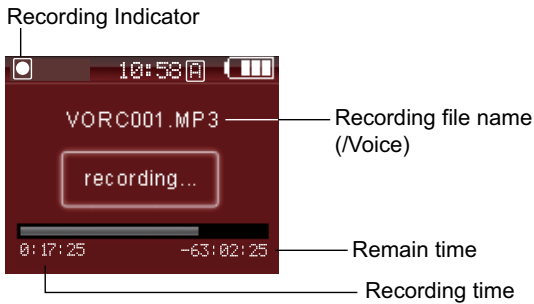 Recording Indicator
10:58 A
VORC001.MP3
Recording file name
(/Voice)
recording...
0:17:25
-63:02:25
Remain time
Recording time